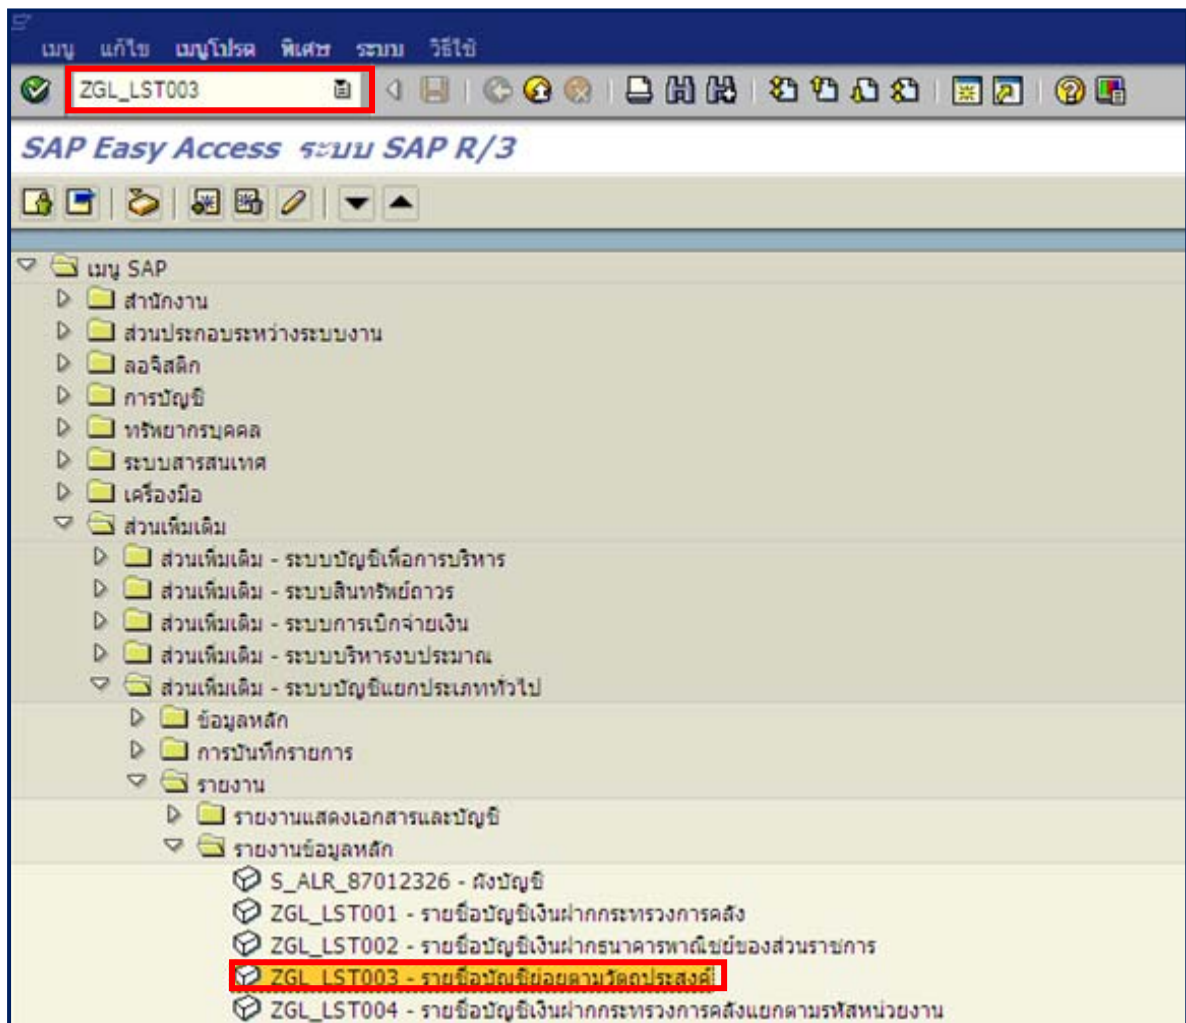 เมนู แก้ไข เมนูโปรด พิเศษ ระบบ วิธีใช้
ZGL_LST003
SAP Easy Access ระบบ SAP R/3
เมนู SAP
สำนักงาน
ส่วนประกอบระหว่างระบบงาน
ลอจิสติก
การบัญชี
ทรัพยากรบุคคล
ระบบสารสนเทศ
เครื่องมือ
ส่วนเพิ่มเติม
ส่วนเพิ่มเติม - ระบบบัญชีเพื่อการบริหาร
ส่วนเพิ่มเติม - ระบบสินทรัพย์ถาวร
ส่วนเพิ่มเติม - ระบบการเบิกจ่ายเงิน
ส่วนเพิ่มเติม - ระบบบริหารงบประมาณ
ส่วนเพิ่มเติม - ระบบบัญชีแยกประเภททั่วไป
ข้อมูลหลัก
การบันทึกรายการ
รายงาน
รายงานแสดงเอกสารและบัญชี
รายงานข้อมูลหลัก
S_ALR_87012326 - ผังบัญชี
ZGL_LST001 - รายชื่อบัญชีเงินฝากกระทรวงการคลัง
ZGL_LST002 - รายชื่อบัญชีเงินฝากธนาคารพาณิชย์ของส่วนราชการ
ZGL_LST003 - รายชื่อบัญชีย่อยตามวัตถุประสงค์
ZGL_LST004 - รายชื่อบัญชีเงินฝากกระทรวงการคลังแยกตามรหัสหน่วยงาน